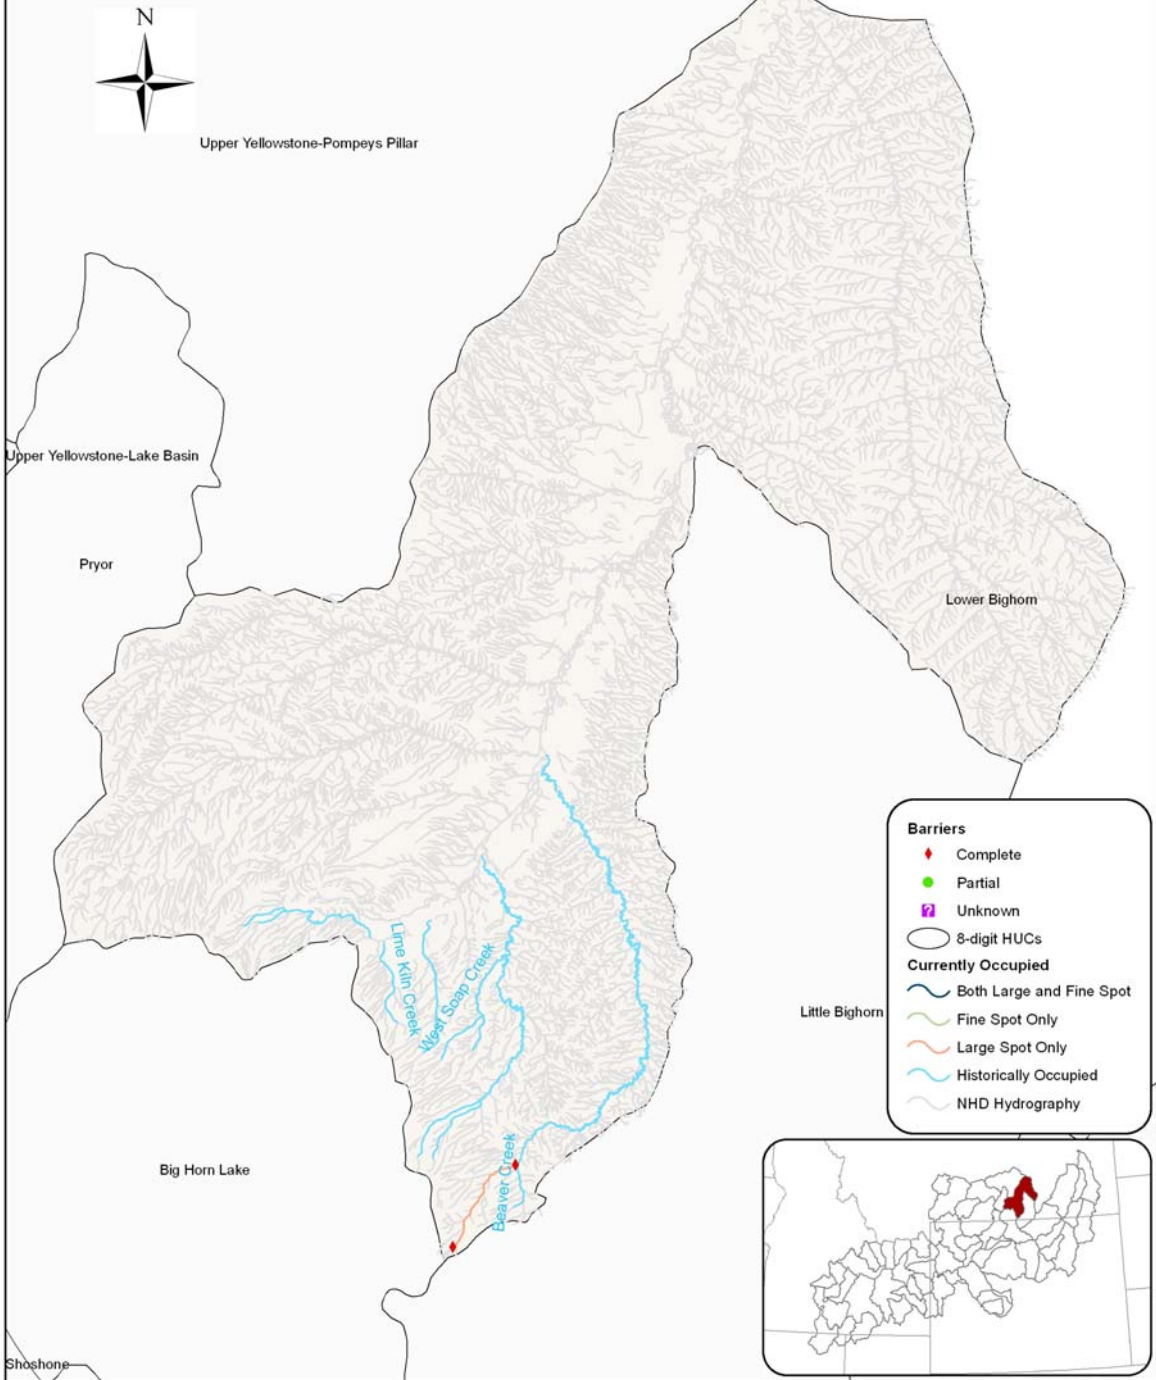 N
Upper Yellowstone-Pompeys Pillar
Upper Yellowstone-Lake Basin
Pryor
Lower Bighorn
Lime Kiln Creek
West Soap Creek
Little Bighorn
Beaver Creek
Big Horn Lake
Shoshone
Barriers
Complete
Partial
? Unknown
8-digit HUCs
Currently Occupied
Both Large and Fine Spot
Fine Spot Only
Large Spot Only
Historically Occupied
NHD Hydrography